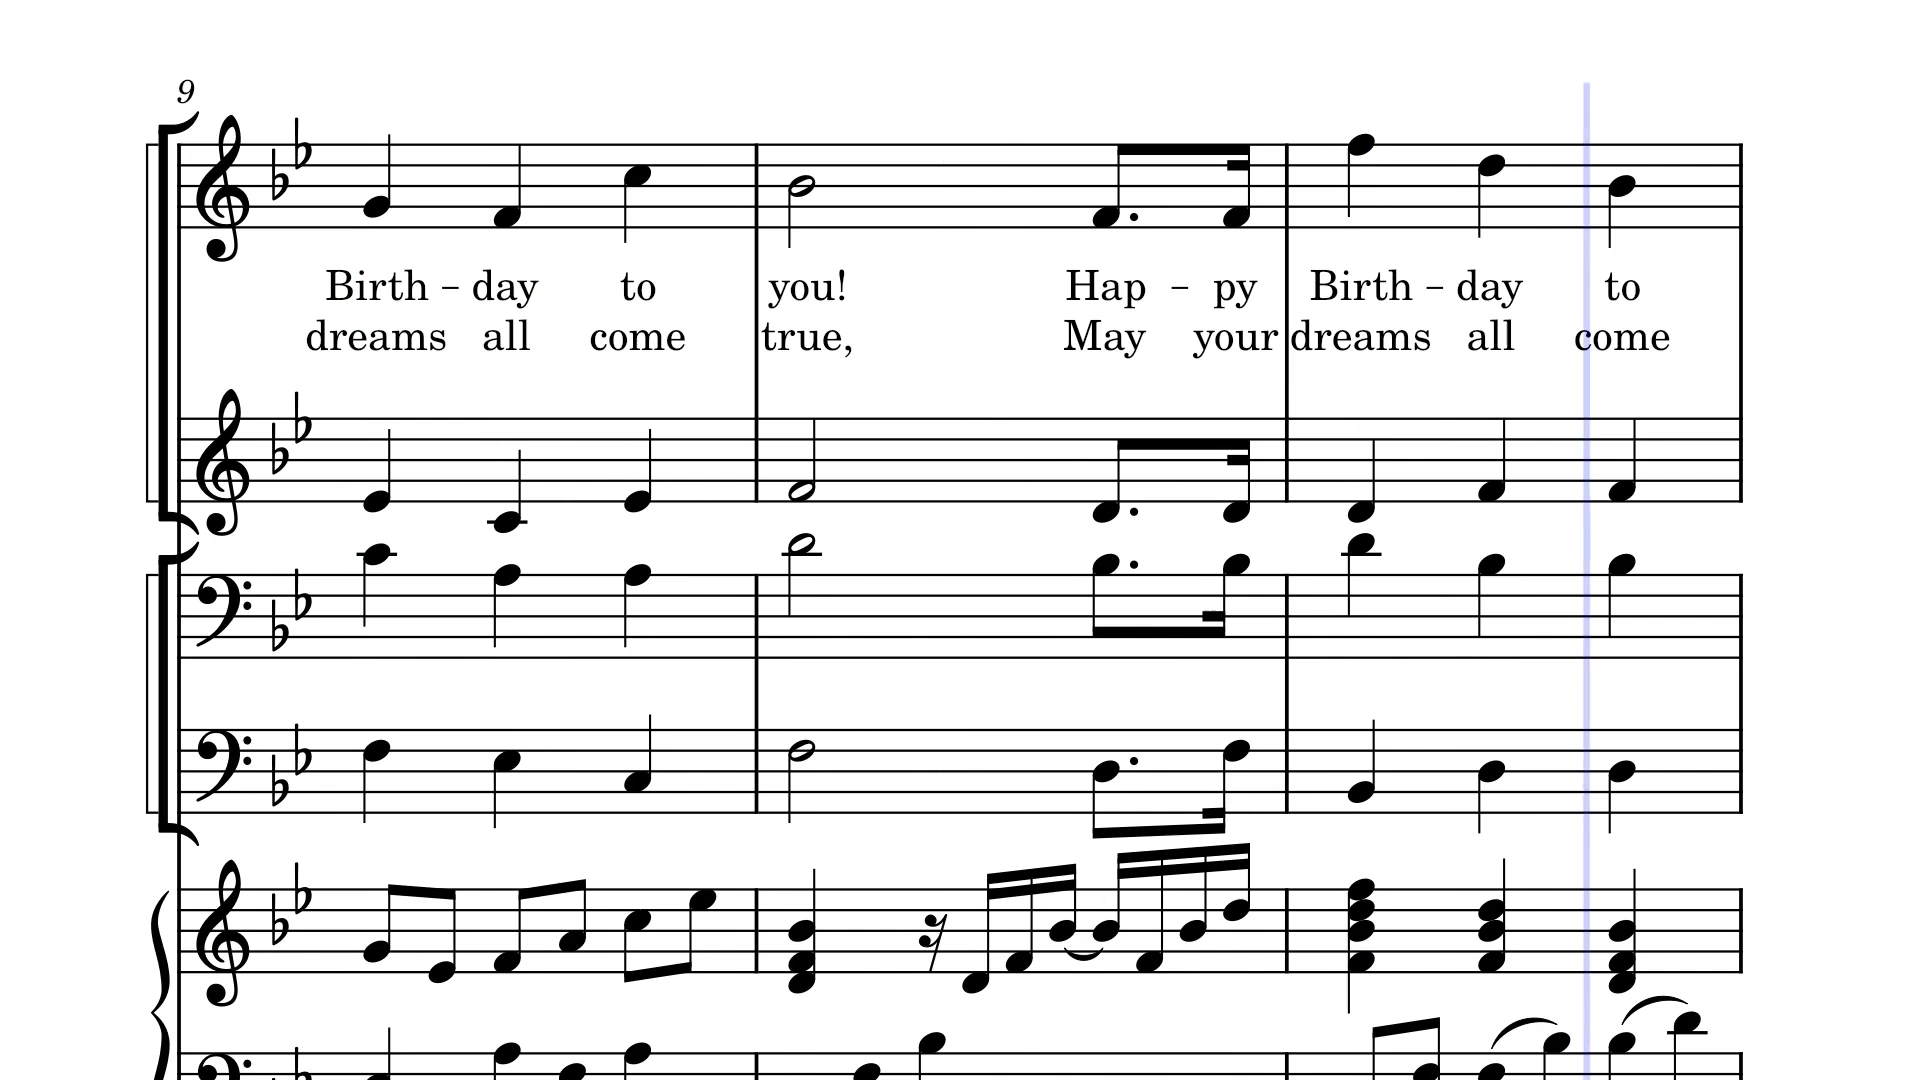 9
Birth - day to you! Hap - py Birth - day to
dreams all come true, May your dreams all come